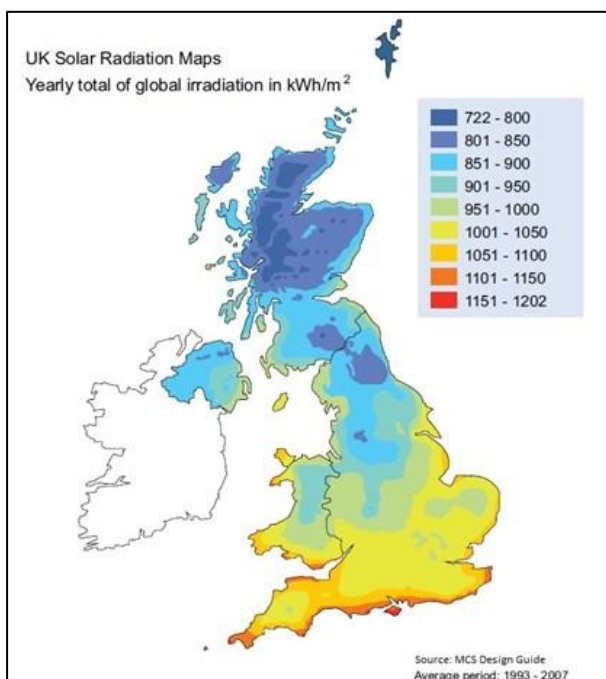 UK Solar Radiation Maps
Yearly total of global irradiation in kWh/m²
722 - 800
801 - 850
851 - 900
901 - 950
951 - 1000
1001 - 1050
1051 - 1100
1101 - 1150
1151 - 1202
Source: MCS Design Guide
Average period: 1993 - 2007